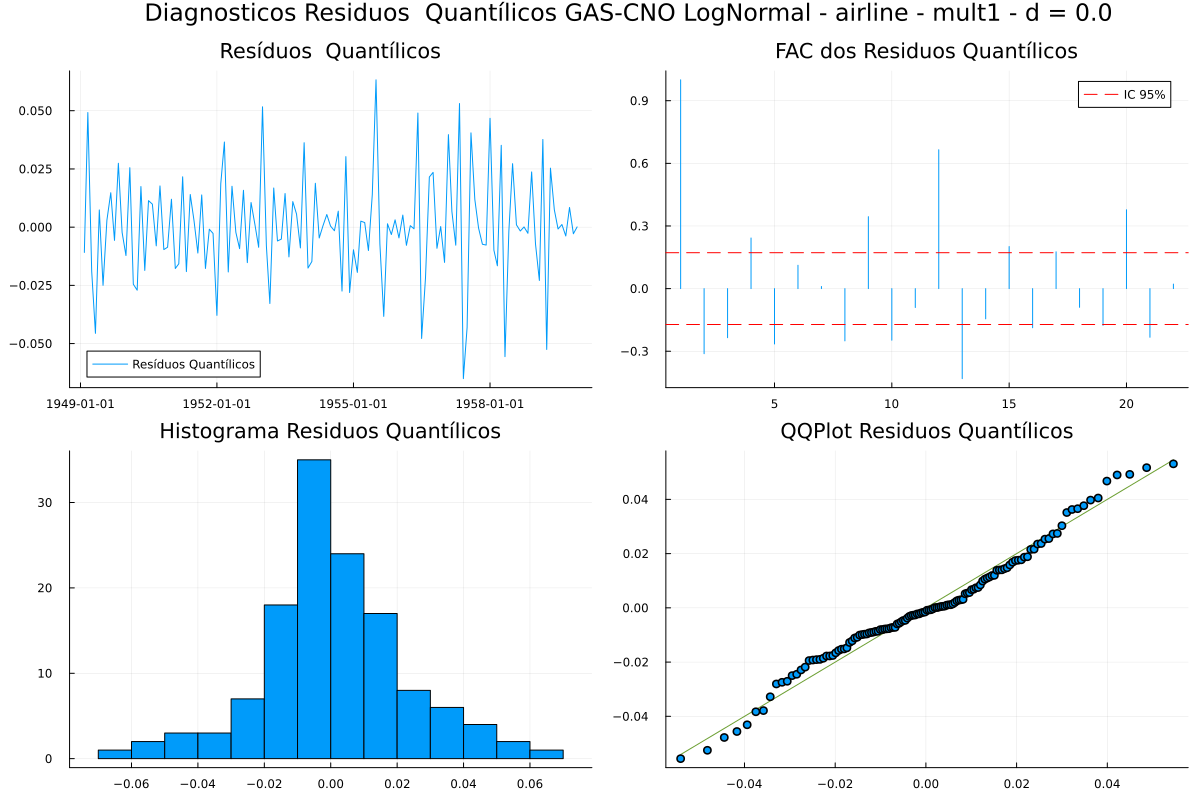 Diagnosticos Residuos  Quantílicos GAS-CNO LogNormal - airline - mult1 - d = 0.0
Resíduos  Quantílicos
0.050
0.025
0.000
−0.025
−0.050
Resíduos Quantílicos
1949-01-01 1952-01-01 1955-01-01 1958-01-01
FAC dos Residuos Quantílicos
0.9
0.6
0.3
0.0
−0.3
IC 95%
5 10 15 20
Histograma Residuos Quantílicos
30
20
10
0
−0.06 −0.04 −0.02 0.00 0.02 0.04 0.06
QQPlot Residuos Quantílicos
0.04
0.02
0.00
−0.02
−0.04
−0.04 −0.02 0.00 0.02 0.04